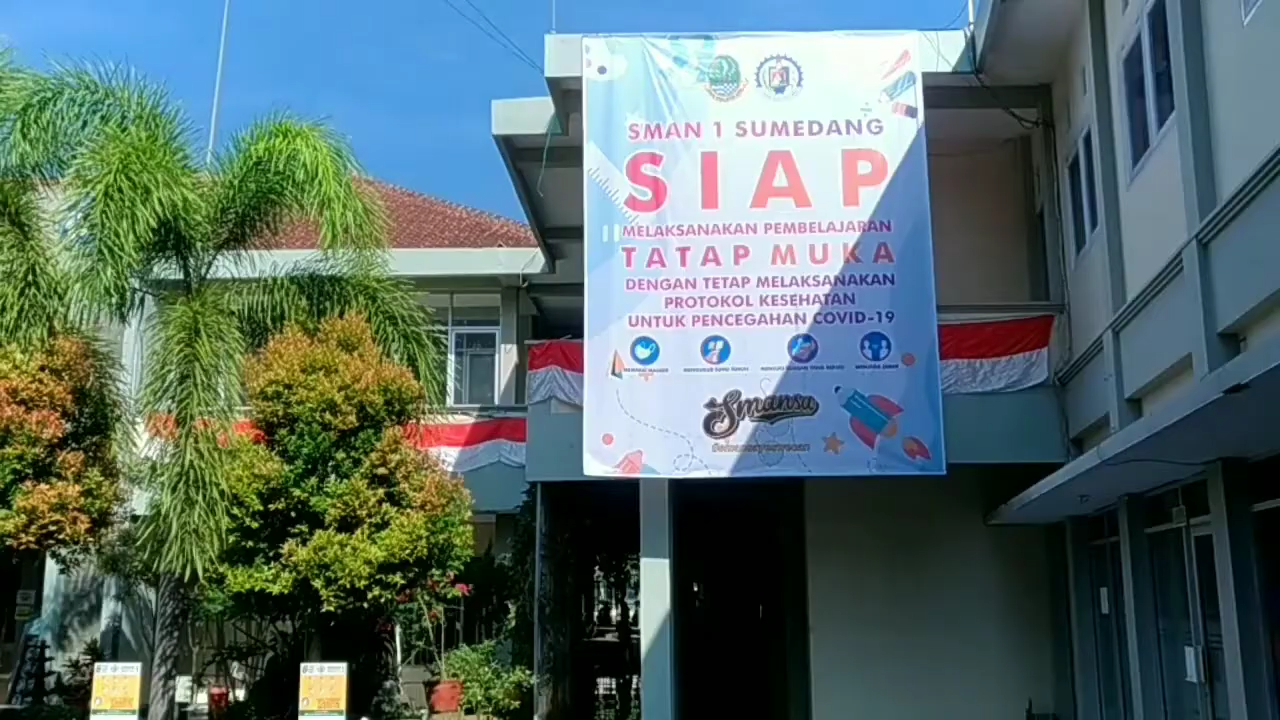 SMAN 1 SUMEDANG
SIAP
MELAKSANAKAN PEMBELAJARAN
TATAP MUKA
DENGAN TETAP MELAKSANAKAN
PROTOKOL KESEHATAN
UNTUK PENCEGAHAN COVID-19
Smansa